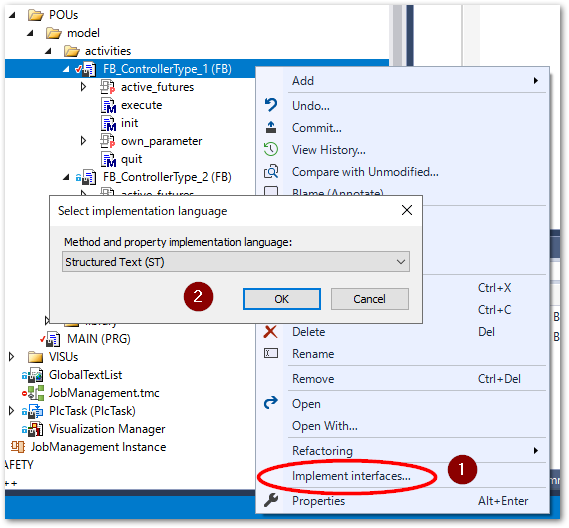 POUs
model
activities
FB_ControllerType_1 (FB)
active_futures
execute
init
own_parameter
quit
FB_ControllerType_2 (FB)
active_futures
Add
Undo...
Commit...
View History...
Compare with Unmodified...
Blame (Annotate)
Select implementation language
Method and property implementation language:
Structured Text (ST)
2
OK
Cancel
Ctrl+X
Ctrl+C
Delete
Del
Rename
Remove
Ctrl+Del
Open
Open With...
Refactoring
Implement interfaces...
1
Properties
Alt+Enter
library
MAIN (PRG)
VISUs
GlobalTextList
JobManagement.tmc
PlcTask (PlcTask)
Visualization Manager
JobManagement Instance
AFETY
++